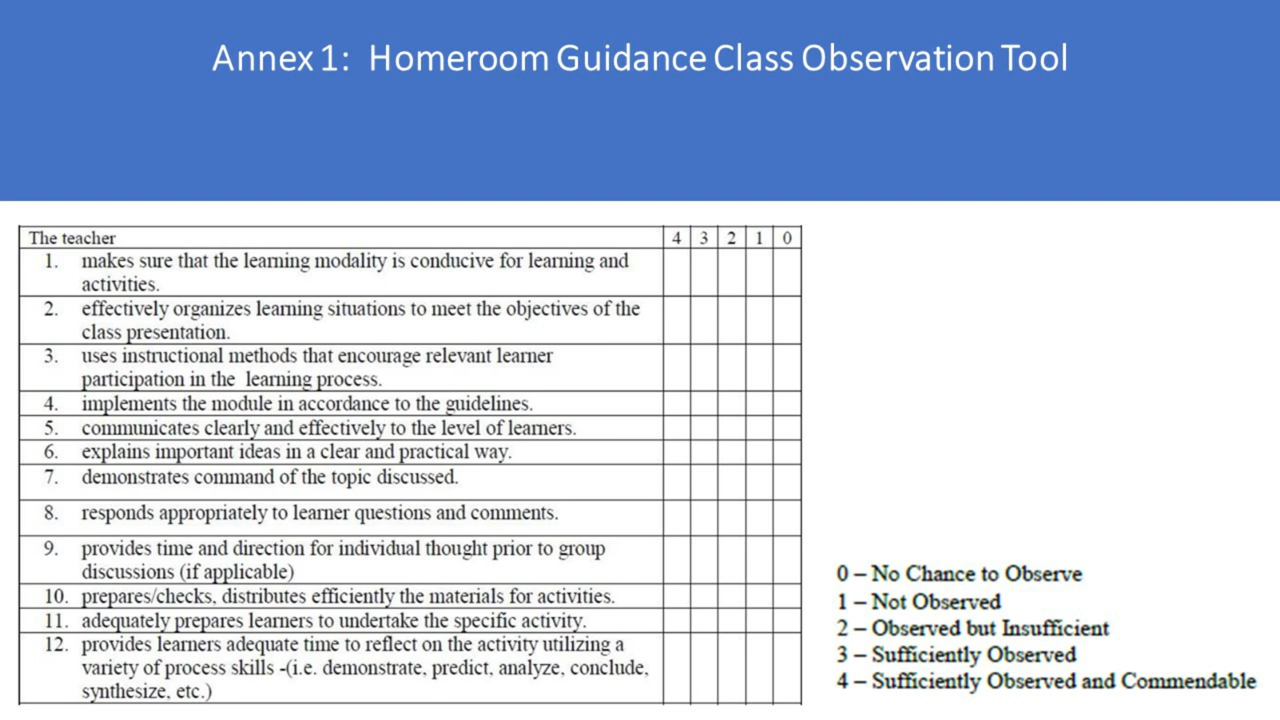 Annex 1: Homeroom Guidance Class Observation Tool
The teacher 4 3 2 1 0
1. makes sure that the learning modality is conducive for learning and
activities.
2. effectively organizes learning situations to meet the objectives of the
class presentation.
3. uses instructional methods that encourage relevant learner
participation in the learning process.
4. implements the module in accordance to the guidelines.
5. communicates clearly and effectively to the level of learners.
6. explains important ideas in a clear and practical way.
7. demonstrates command of the topic discussed.
8. responds appropriately to learner questions and comments.
9. provides time and direction for individual thought prior to group
discussions (if applicable)
10. prepares/checks, distributes efficiently the materials for activities.
11. adequately prepares learners to undertake the specific activity.
12. provides learners adequate time to reflect on the activity utilizing a
variety of process skills -(i.e. demonstrate, predict, analyze, conclude,
synthesize, etc.)
0 – No Chance to Observe
1 – Not Observed
2 – Observed but Insufficient
3 – Sufficiently Observed
4 – Sufficiently Observed and Commendable